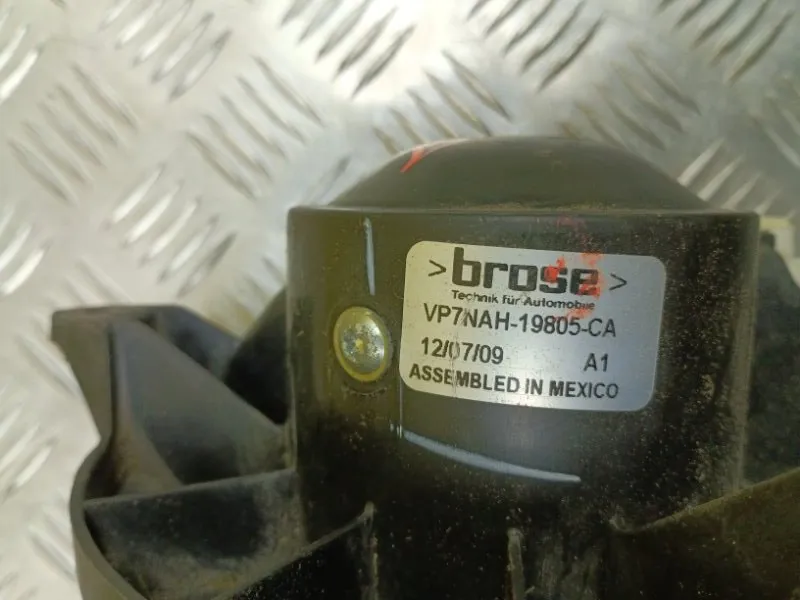 >brose>
Technik für Automobile
VP7NAH-19805-CA
12/07/09 A1
ASSEMBLED IN MEXICO